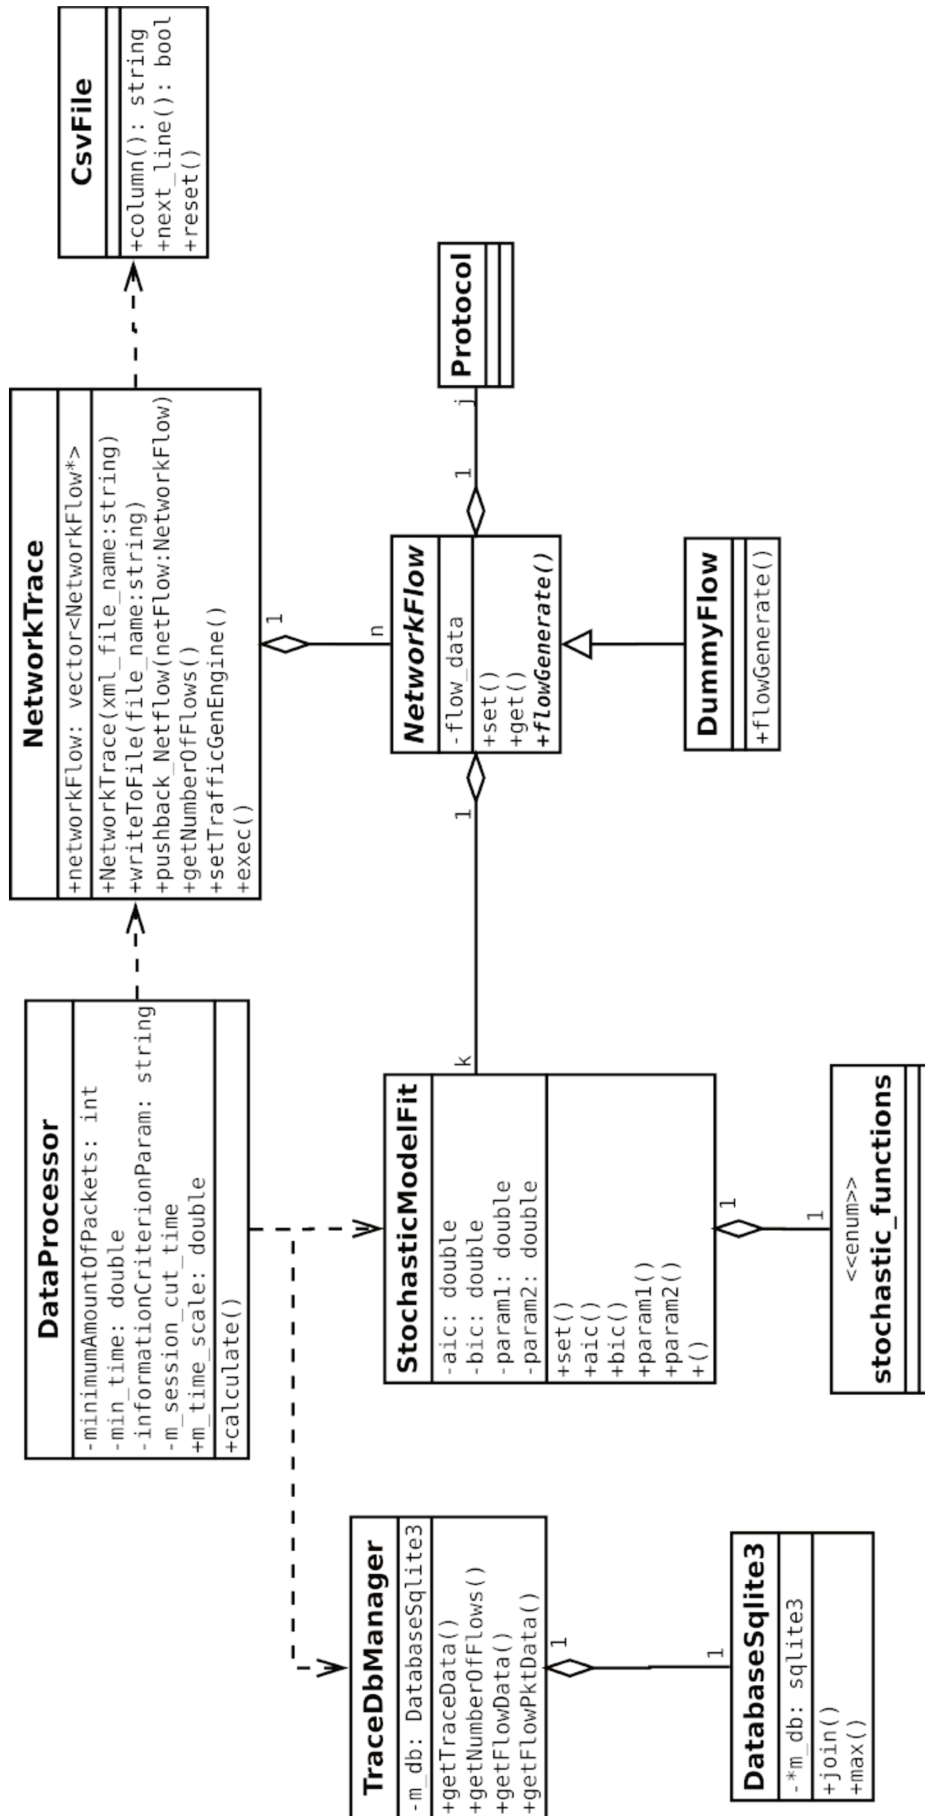 DataProcessor
-minimumAmountOfPackets: int
-min_time: double
-informationCriterionParam: string
-m_session_cut_time
+m_time_scale: double
+calculate()
NetworkTrace
+networkFlow: vector<NetworkFlow*>
+NetworkTrace(xml_file_name:string)
+writeToFile(file_name:string)
+pushback_Netflow(netFlow:NetworkFlow)
+getNumberOfFlows()
+setTrafficGenEngine()
+exec()
CsvFile
+column(): string
+next_line(): bool
+reset()
1
n
TraceDbManager
-m_db: DatabaseSqlite3
+getTraceData()
+getNumberOfFlows()
+getFlowData()
+getFlowPktData()
1
1
DatabaseSqlite3
-*m_db: sqlite3
+join()
+max()
StochasticModelFit
-aic: double
-bic: double
-param1: double
-param2: double
+set()
+aic()
+bic()
+param1()
+param2()
+()
k
1
1
1
<<enum>>
stochastic_functions
NetworkFlow
-flow_data
+set()
+get()
+flowGenerate()
1
j
Protocol
DummyFlow
+flowGenerate()